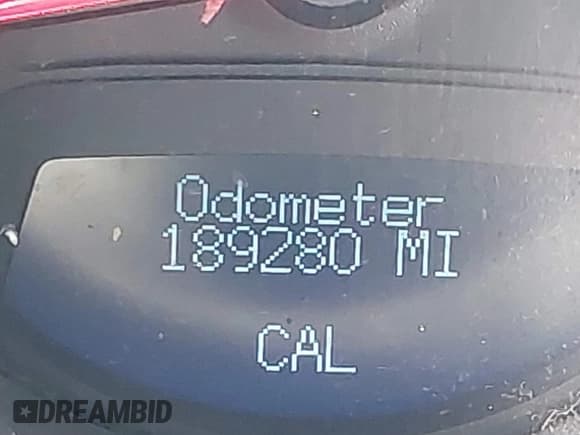 Odometer
189280 MI
CAL
DREAMBID